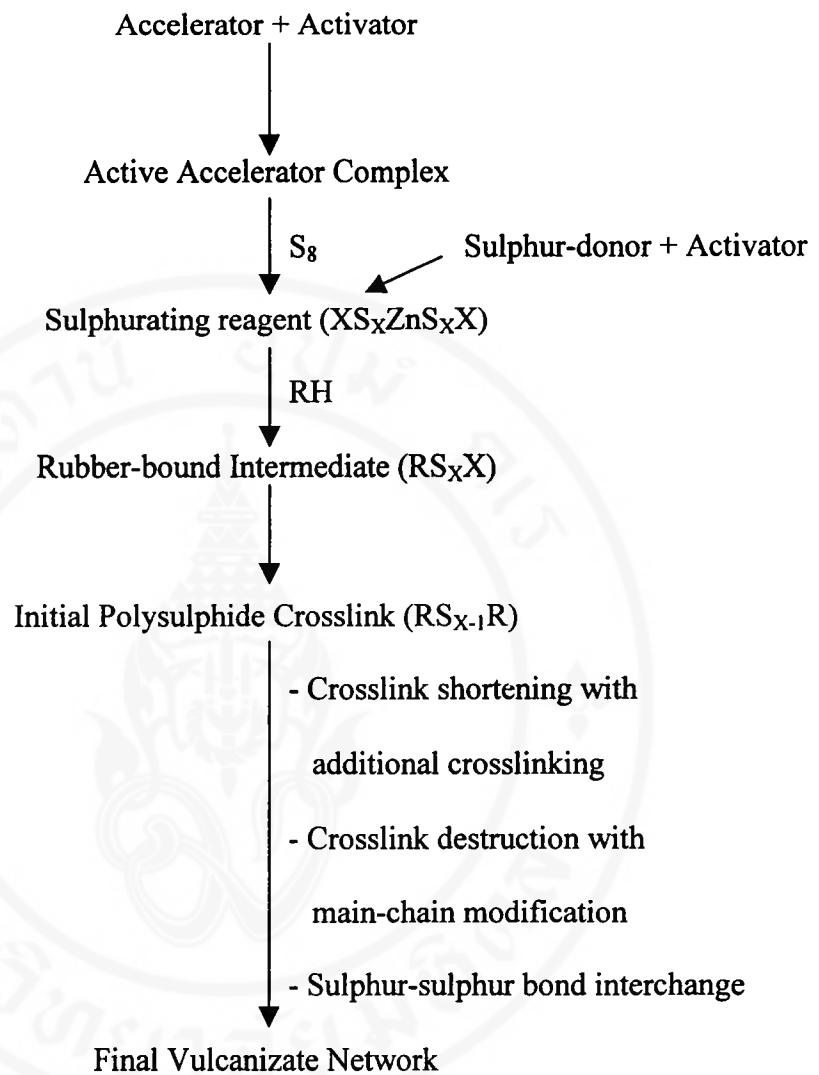 Accelerator + Activator
Active Accelerator Complex
S₈
Sulphur-donor + Activator
Sulphurating reagent (XSₓZnSₓX)
RH
Rubber-bound Intermediate (RSₓX)
Initial Polysulphide Crosslink (RSₓ₋₁R)
- Crosslink shortening with
additional crosslinking
- Crosslink destruction with
main-chain modification
- Sulphur-sulphur bond interchange
Final Vulcanizate Network